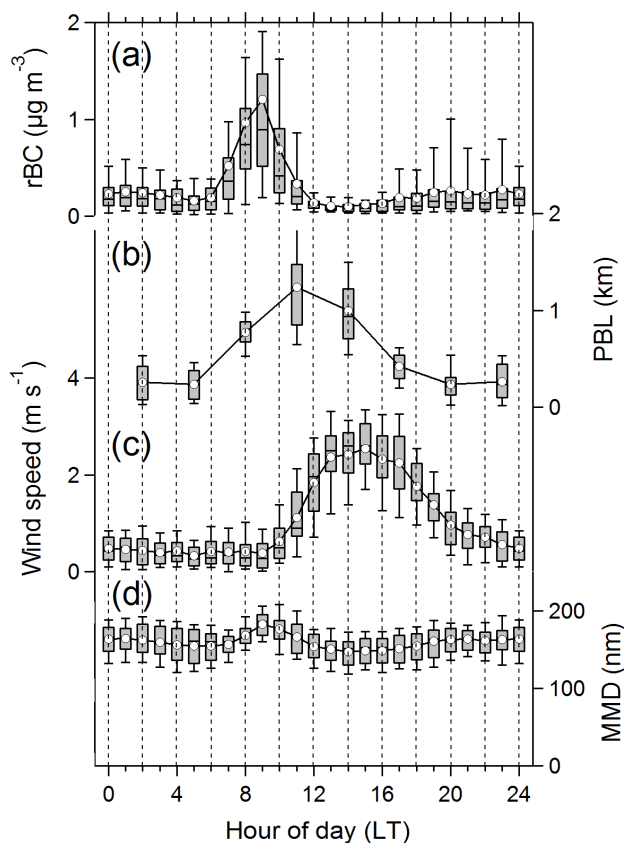 2
(a)
rBC (µg m⁻³)
1
0
2
(b)
PBL (km)
1
4
0
Wind speed (m s⁻¹)
(c)
2
0
(d)
200
MMD (nm)
150
100
0 4 8 12 16 20 24
Hour of day (LT)